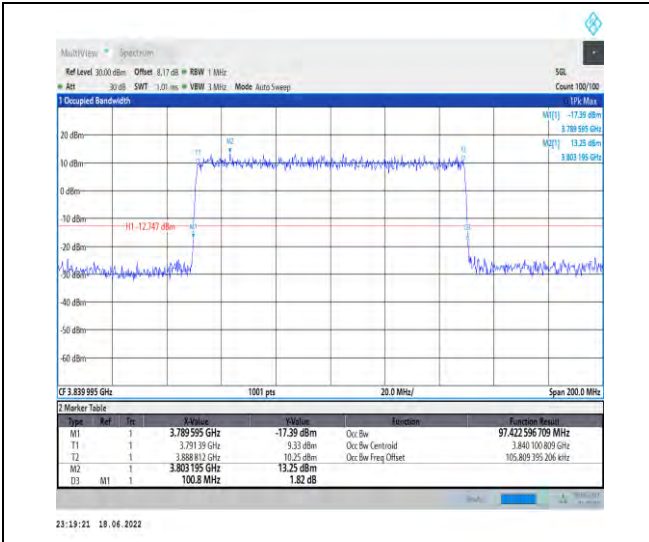 MultiView Spectrum
Ref Level 30.00 dBm Offset 8.17 dB RBW 1 MHz SGL
Att 30 dB SWT 1.01 ms VBW 3 MHz Mode Auto Sweep Count 100/100
1 Occupied Bandwidth 1Pk Max
M1[1] -17.39 dBm
3.789 595 GHz
M2[1] 13.25 dBm
3.803 195 GHz
20 dBm
M2
T1 T2
10 dBm
0 dBm
-10 dBm
H1 -12.747 dBm M1 D3
-20 dBm
-30 dBm
-40 dBm
-50 dBm
-60 dBm
CF 3.839 995 GHz 1001 pts 20.0 MHz/ Span 200.0 MHz
2 Marker Table
Type Ref Trc X-Value Y-Value Function Function Result
M1 1 3.789 595 GHz -17.39 dBm Occ Bw 97.422 596 709 MHz
T1 1 3.791 39 GHz 9.33 dBm Occ Bw Centroid 3.840 100 809 GHz
T2 1 3.888 812 GHz 10.25 dBm Occ Bw Freq Offset 105.809 395 206 kHz
M2 1 3.803 195 GHz 13.25 dBm
D3 M1 1 100.8 MHz 1.82 dB
23:19:21 18.06.2022